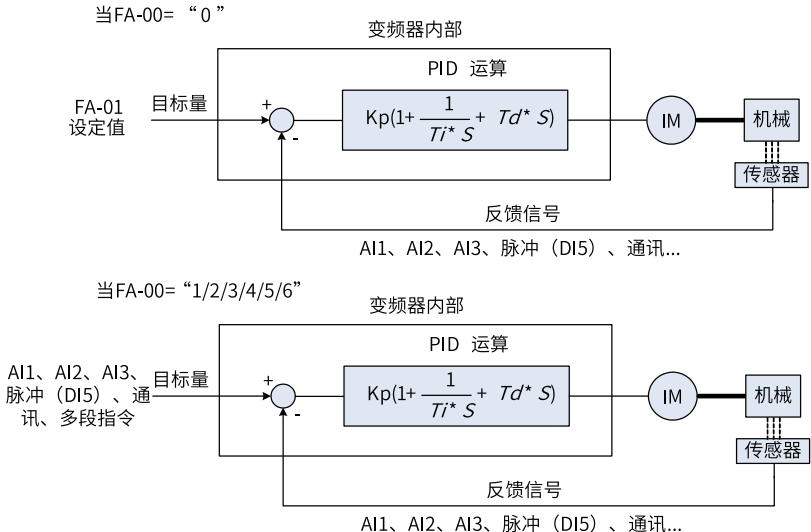 当FA-00= “0”
变频器内部
PID 运算
FA-01
设定值
目标量
+
-
Kp(1+ 1/Ti* S + Td* S)
IM
机械
传感器
反馈信号
AI1、AI2、AI3、脉冲（DI5）、通讯...
当FA-00= “1/2/3/4/5/6”
变频器内部
PID 运算
AI1、AI2、AI3、
脉冲（DI5）、通
讯、多段指令
目标量
+
-
Kp(1+ 1/Ti* S + Td* S)
IM
机械
传感器
反馈信号
AI1、AI2、AI3、脉冲（DI5）、通讯...